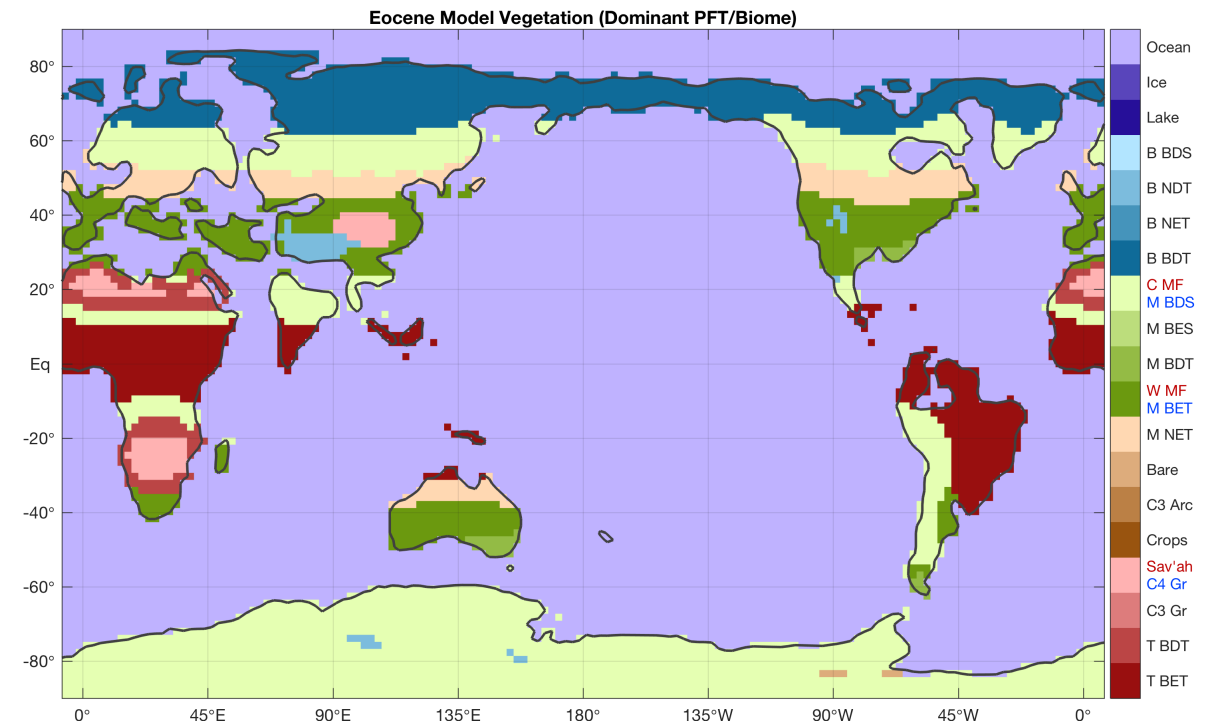 Eocene Model Vegetation (Dominant PFT/Biome)
80°
60°
40°
20°
Eq
-20°
-40°
-60°
-80°
0°
45°E
90°E
135°E
180°
135°W
90°W
45°W
0°
Ocean
Ice
Lake
B BDS
B NDT
B NET
B BDT
C MF
M BDS
M BES
M BDT
W MF
M BET
M NET
Bare
C3 Arc
Crops
Sav'ah
C4 Gr
C3 Gr
T BDT
T BET